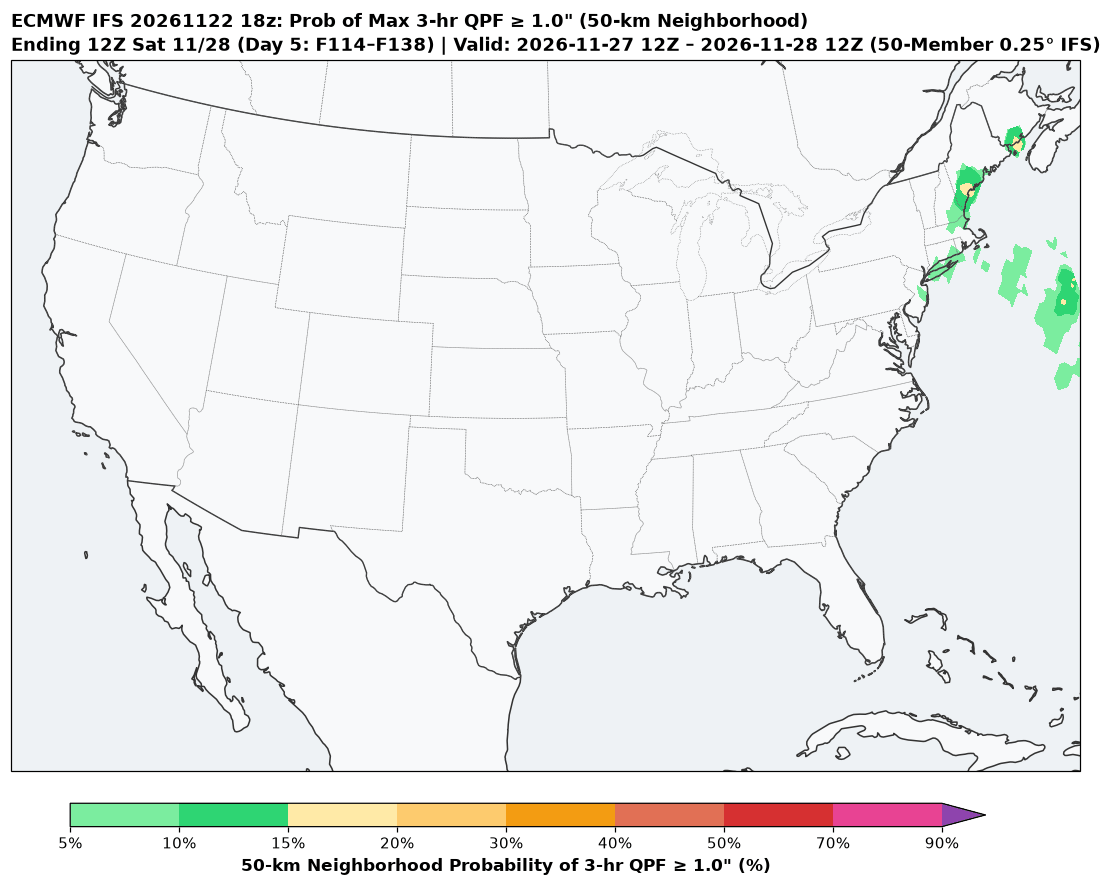 ECMWF IFS 20261122 18z: Prob of Max 3-hr QPF ≥ 1.0" (50-km Neighborhood)
Ending 12Z Sat 11/28 (Day 5: F114–F138) | Valid: 2026-11-27 12Z – 2026-11-28 12Z (50-Member 0.25° IFS)
5% 10% 15% 20% 30% 40% 50% 70% 90%
50-km Neighborhood Probability of 3-hr QPF ≥ 1.0" (%)